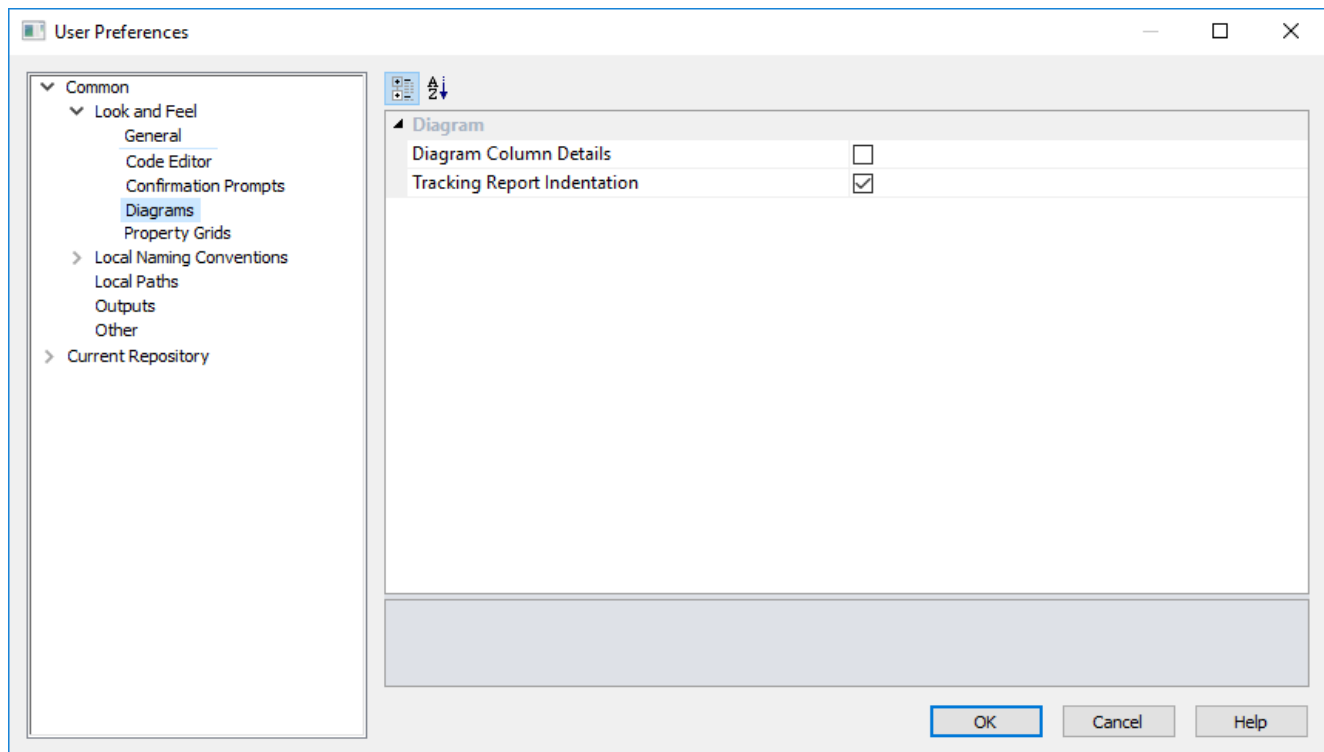 User Preferences
Common
Look and Feel
General
Code Editor
Confirmation Prompts
Diagrams
Property Grids
Local Naming Conventions
Local Paths
Outputs
Other
Current Repository
A
Z
Diagram
Diagram Column Details
Tracking Report Indentation
OK Cancel Help